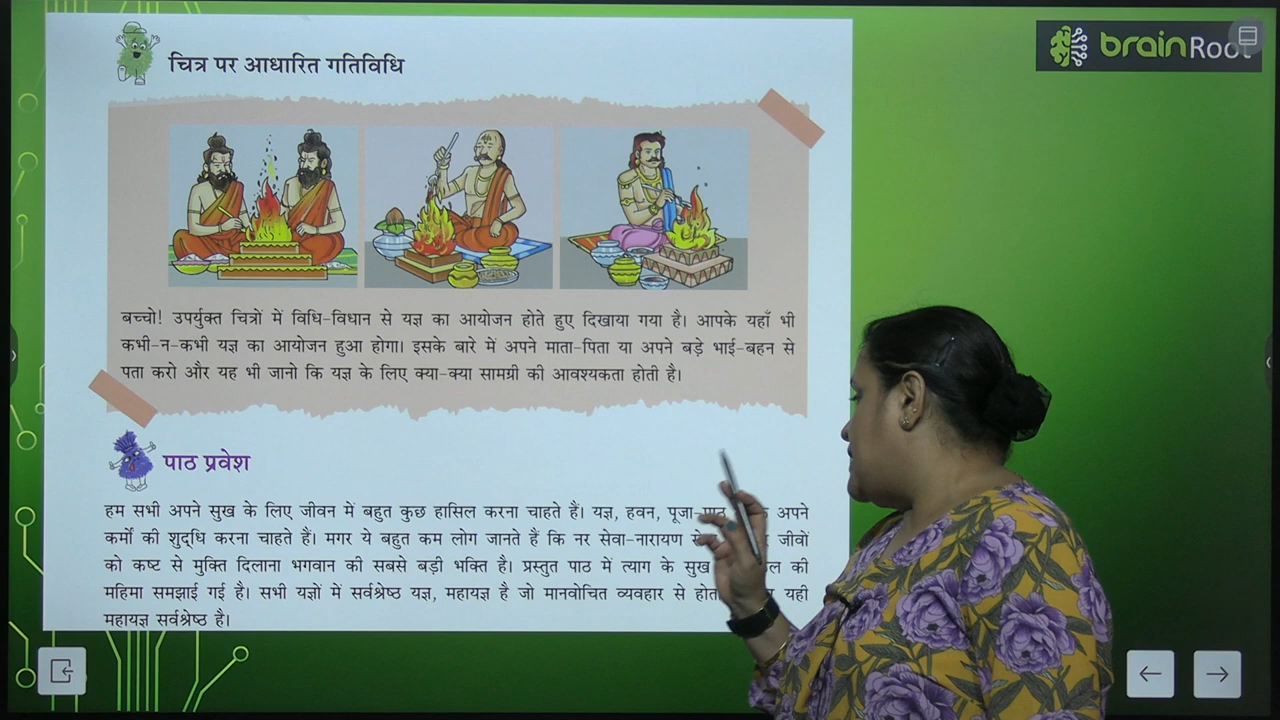 brainRoot
चित्र पर आधारित गतिविधि
बच्चो! उपर्युक्त चित्रों में विधि-विधान से यज्ञ का आयोजन होते हुए दिखाया गया है। आपके यहाँ भी
कभी-न-कभी यज्ञ का आयोजन हुआ होगा। इसके बारे में अपने माता-पिता या अपने बड़े भाई-बहन से
पता करो और यह भी जानो कि यज्ञ के लिए क्या-क्या सामग्री की आवश्यकता होती है।
पाठ प्रवेश
हम सभी अपने सुख के लिए जीवन में बहुत कुछ हासिल करना चाहते हैं। यज्ञ, हवन, पूजा-पाठ अपने
कर्मों की शुद्धि करना चाहते हैं। मगर ये बहुत कम लोग जानते हैं कि नर सेवा-नारायण जीवों
को कष्ट से मुक्ति दिलाना भगवान की सबसे बड़ी भक्ति है। प्रस्तुत पाठ में त्याग के सुख की
महिमा समझाई गई है। सभी यज्ञों में सर्वश्रेष्ठ यज्ञ, महायज्ञ है जो मानवोचित व्यवहार से यही
महायज्ञ सर्वश्रेष्ठ है।